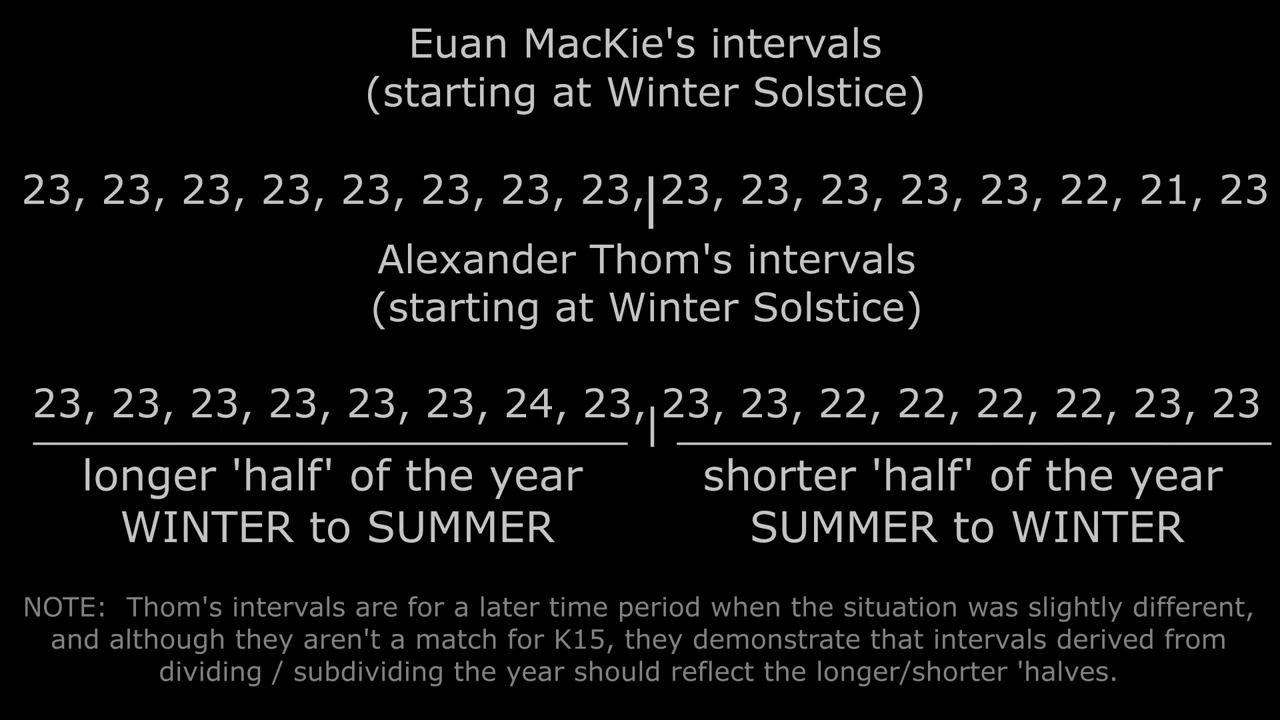 Euan MacKie's intervals
(starting at Winter Solstice)
23, 23, 23, 23, 23, 23, 23, 23, 23, 23, 23, 23, 23, 22, 21, 23
Alexander Thom's intervals
(starting at Winter Solstice)
23, 23, 23, 23, 23, 23, 24, 23, 23, 23, 22, 22, 22, 22, 23, 23
longer 'half' of the year
WINTER to SUMMER
shorter 'half' of the year
SUMMER to WINTER
NOTE: Thom's intervals are for a later time period when the situation was slightly different,
and although they aren't a match for K15, they demonstrate that intervals derived from
dividing / subdividing the year should reflect the longer/shorter 'halves.